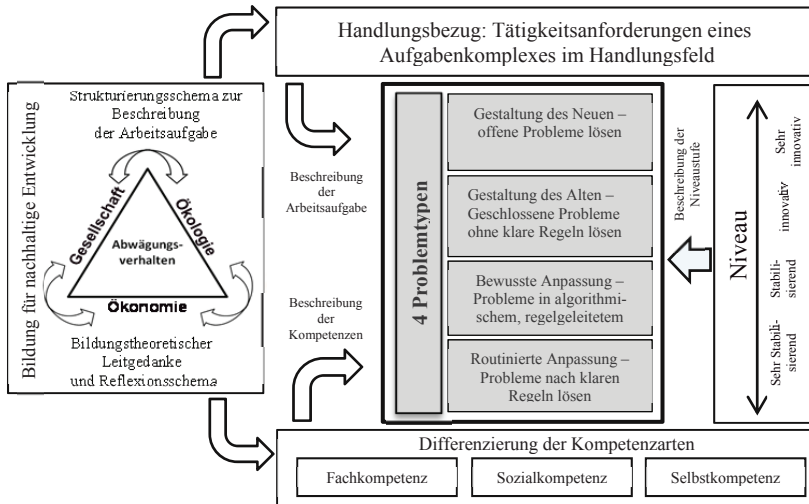 Handlungsbezug: Tätigkeitsanforderungen eines
Aufgabenkomplexes im Handlungsfeld
Bildung für nachhaltige Entwicklung
Strukturierungsschema zur
Beschreibung
der Arbeitsaufgabe
Gesellschaft
Ökologie
Abwägungs-
verhalten
Ökonomie
Bildungstheoretischer
Leitgedanke
und Reflexionsschema
Beschreibung
der
Arbeitsaufgabe
Beschreibung
der
Kompetenzen
4 Problemtypen
Gestaltung des Neuen –
offene Probleme lösen
Gestaltung des Alten –
Geschlossene Probleme
ohne klare Regeln lösen
Bewusste Anpassung –
Probleme in algorithmi-
schem, regelgeleitetem
Routinierte Anpassung –
Probleme nach klaren
Regeln lösen
Beschreibung der
Niveaustufe
Niveau
Sehr
innovativ
innovativ
Stabili-
sierend
Sehr Stabili-
sierend
Differenzierung der Kompetenzarten
Fachkompetenz
Sozialkompetenz
Selbstkompetenz